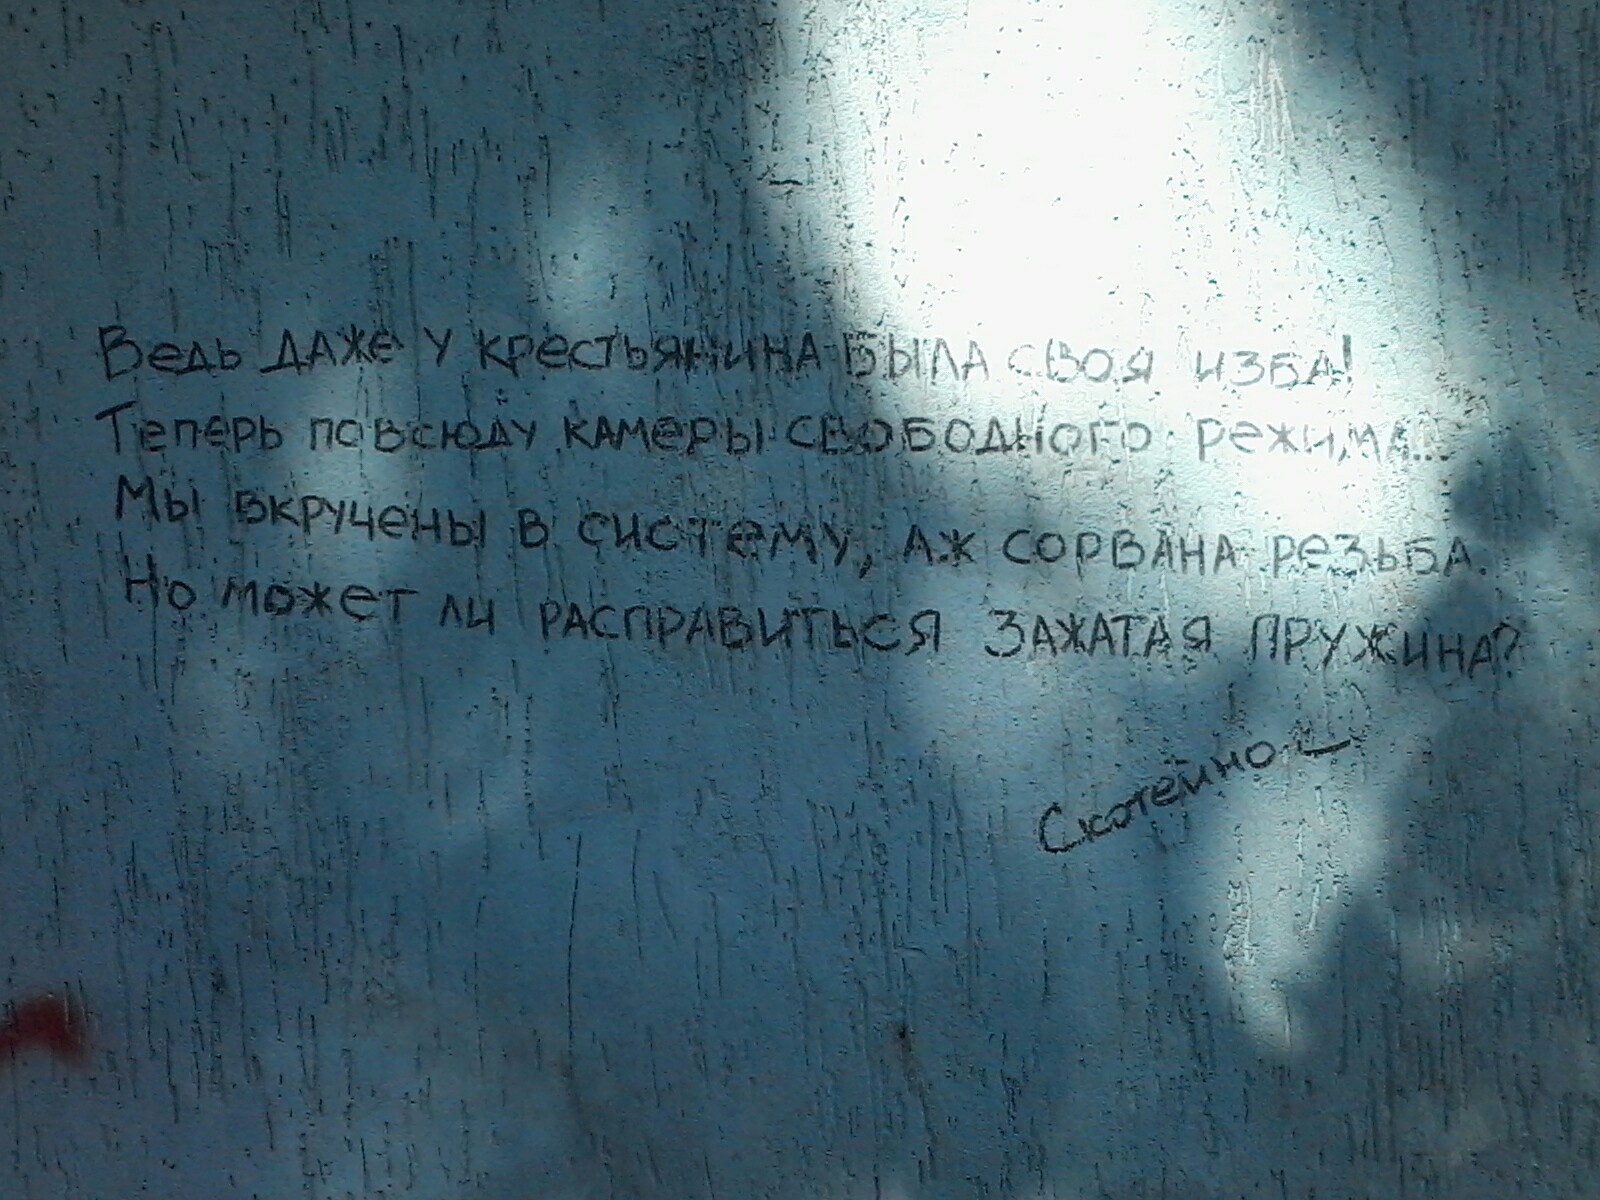 Ведь даже у крестьянина была своя изба!
Теперь повсюду камеры свободного режима...
Мы вкручены в систему, аж сорвана резьба.
Но может ли расправиться зажатая пружина?
Скотейно